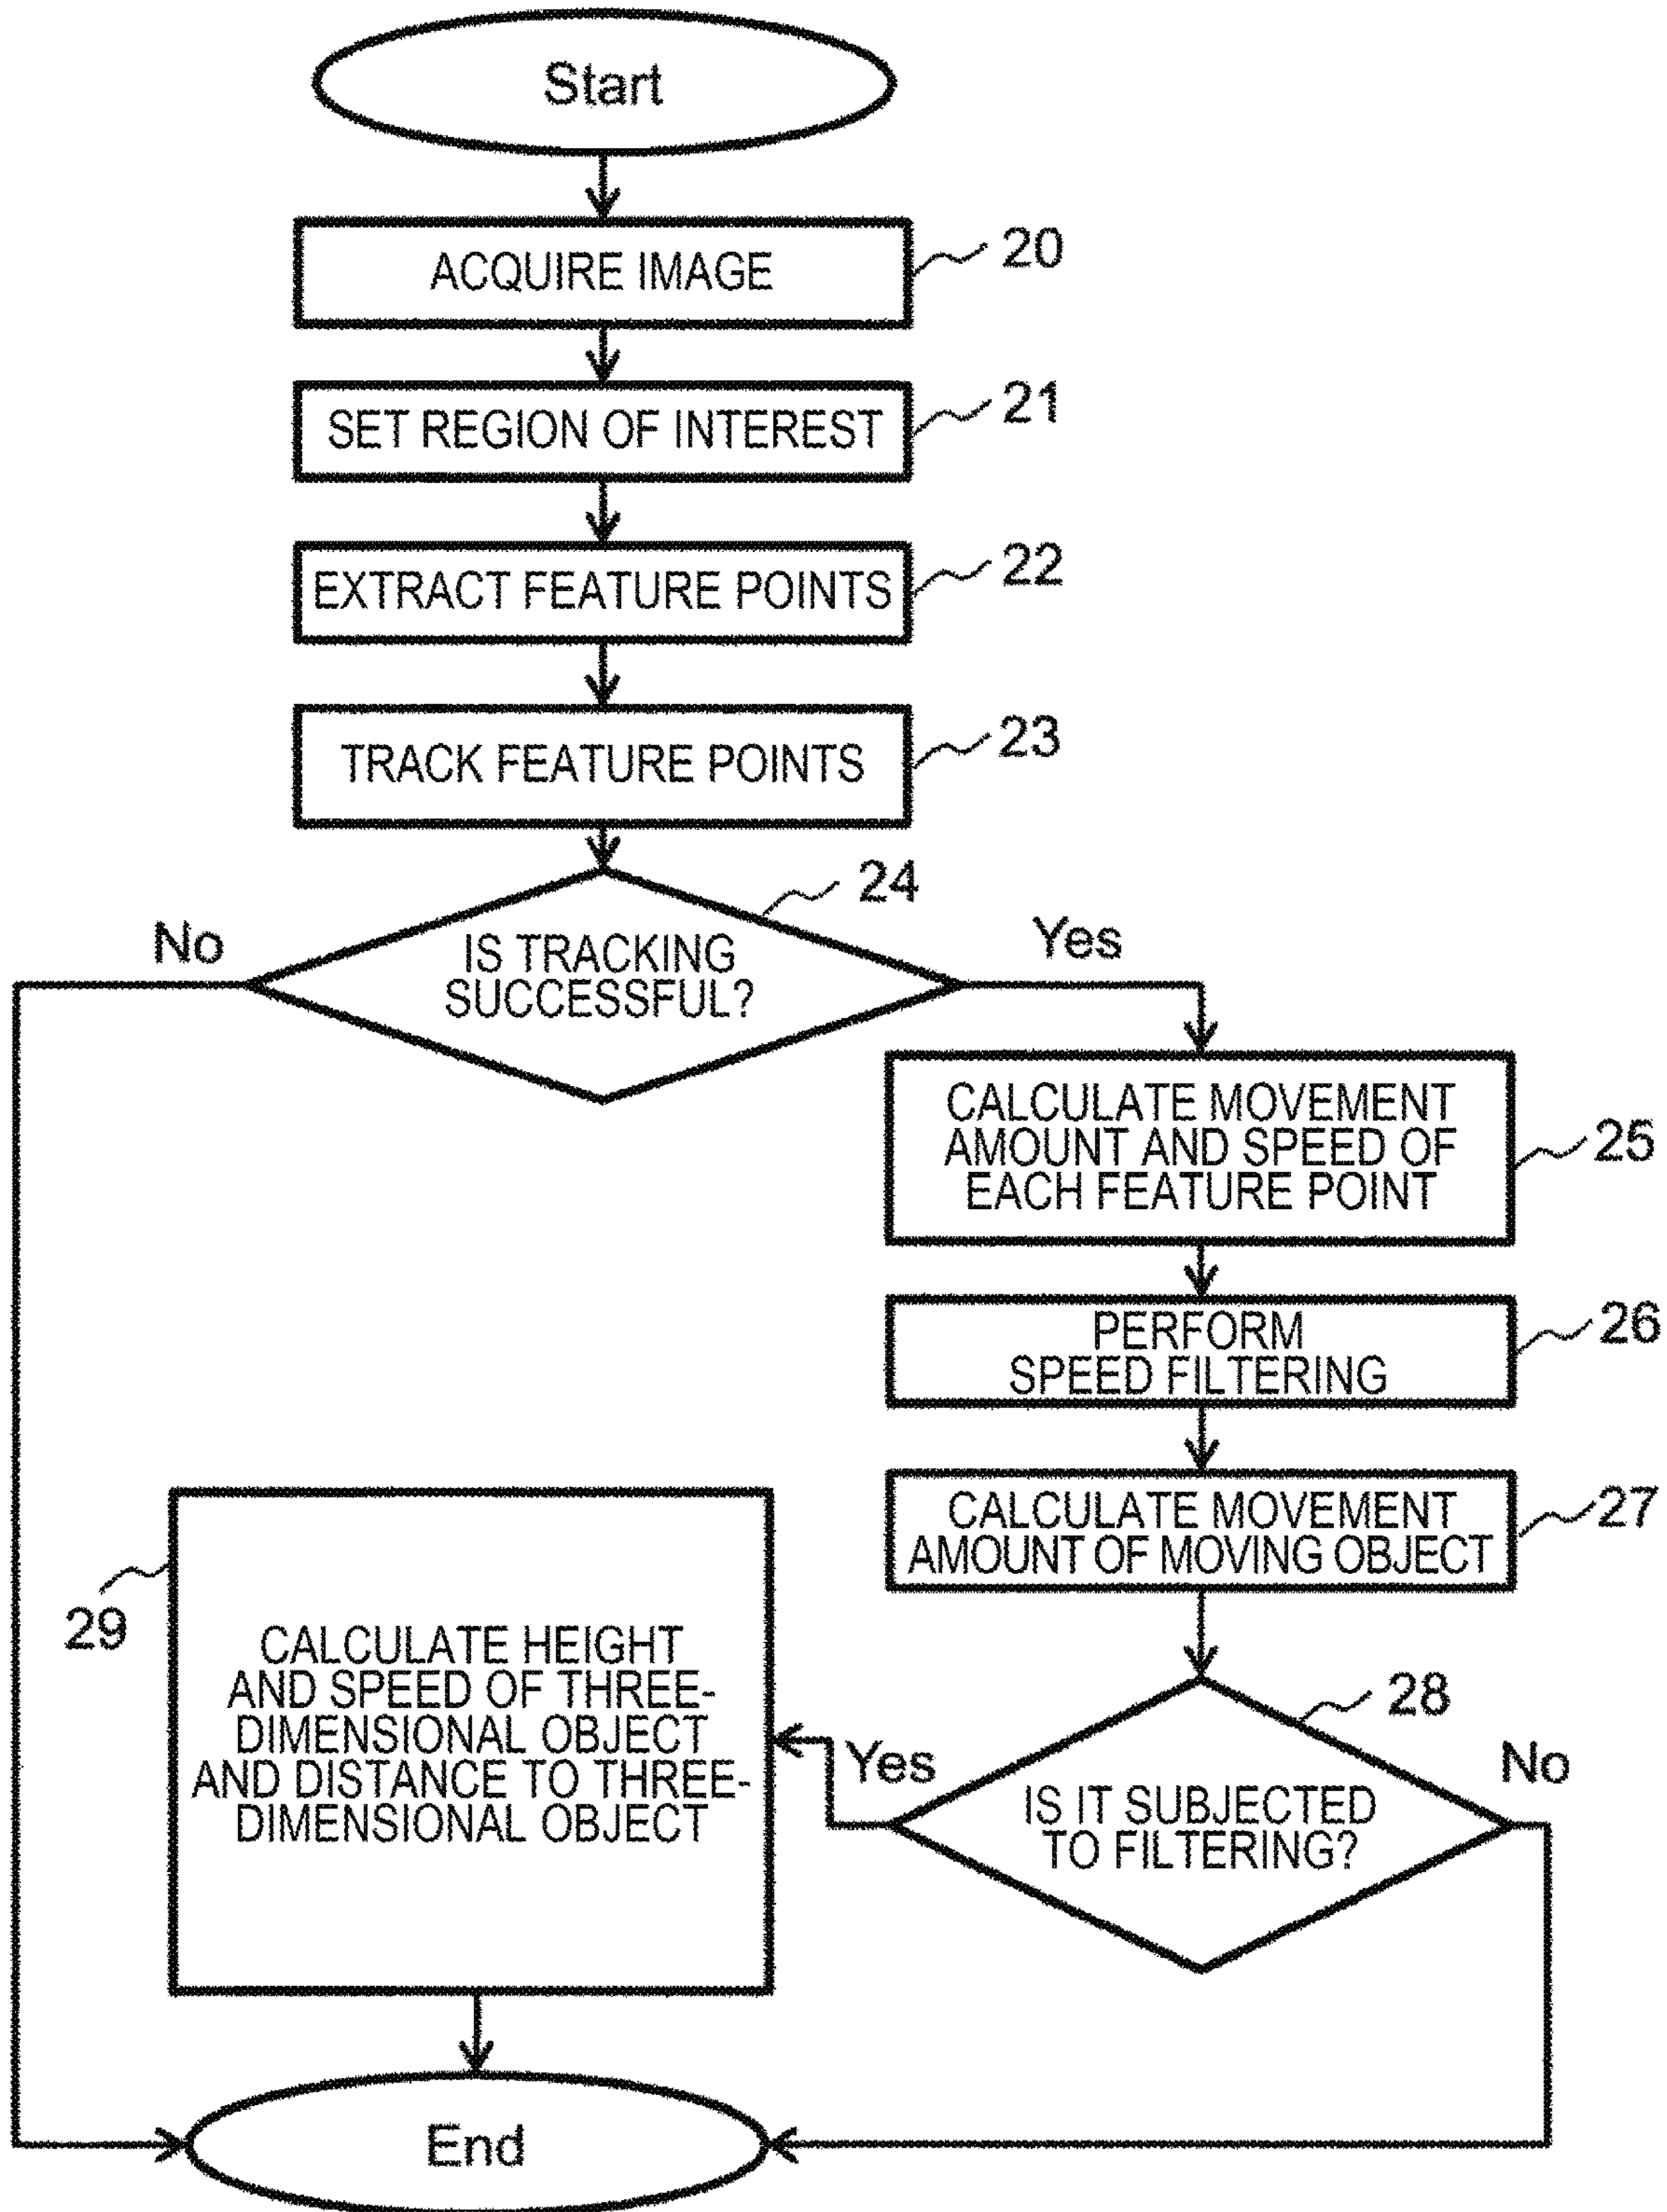 Start
ACQUIRE IMAGE
20
SET REGION OF INTEREST
21
EXTRACT FEATURE POINTS
22
TRACK FEATURE POINTS
23
24
No
IS TRACKING
SUCCESSFUL?
Yes
CALCULATE MOVEMENT
AMOUNT AND SPEED OF
EACH FEATURE POINT
25
PERFORM
SPEED FILTERING
26
CALCULATE MOVEMENT
AMOUNT OF MOVING OBJECT
27
28
Yes
IS IT SUBJECTED
TO FILTERING?
No
29
CALCULATE HEIGHT
AND SPEED OF THREE-
DIMENSIONAL OBJECT
AND DISTANCE TO THREE-
DIMENSIONAL OBJECT
End